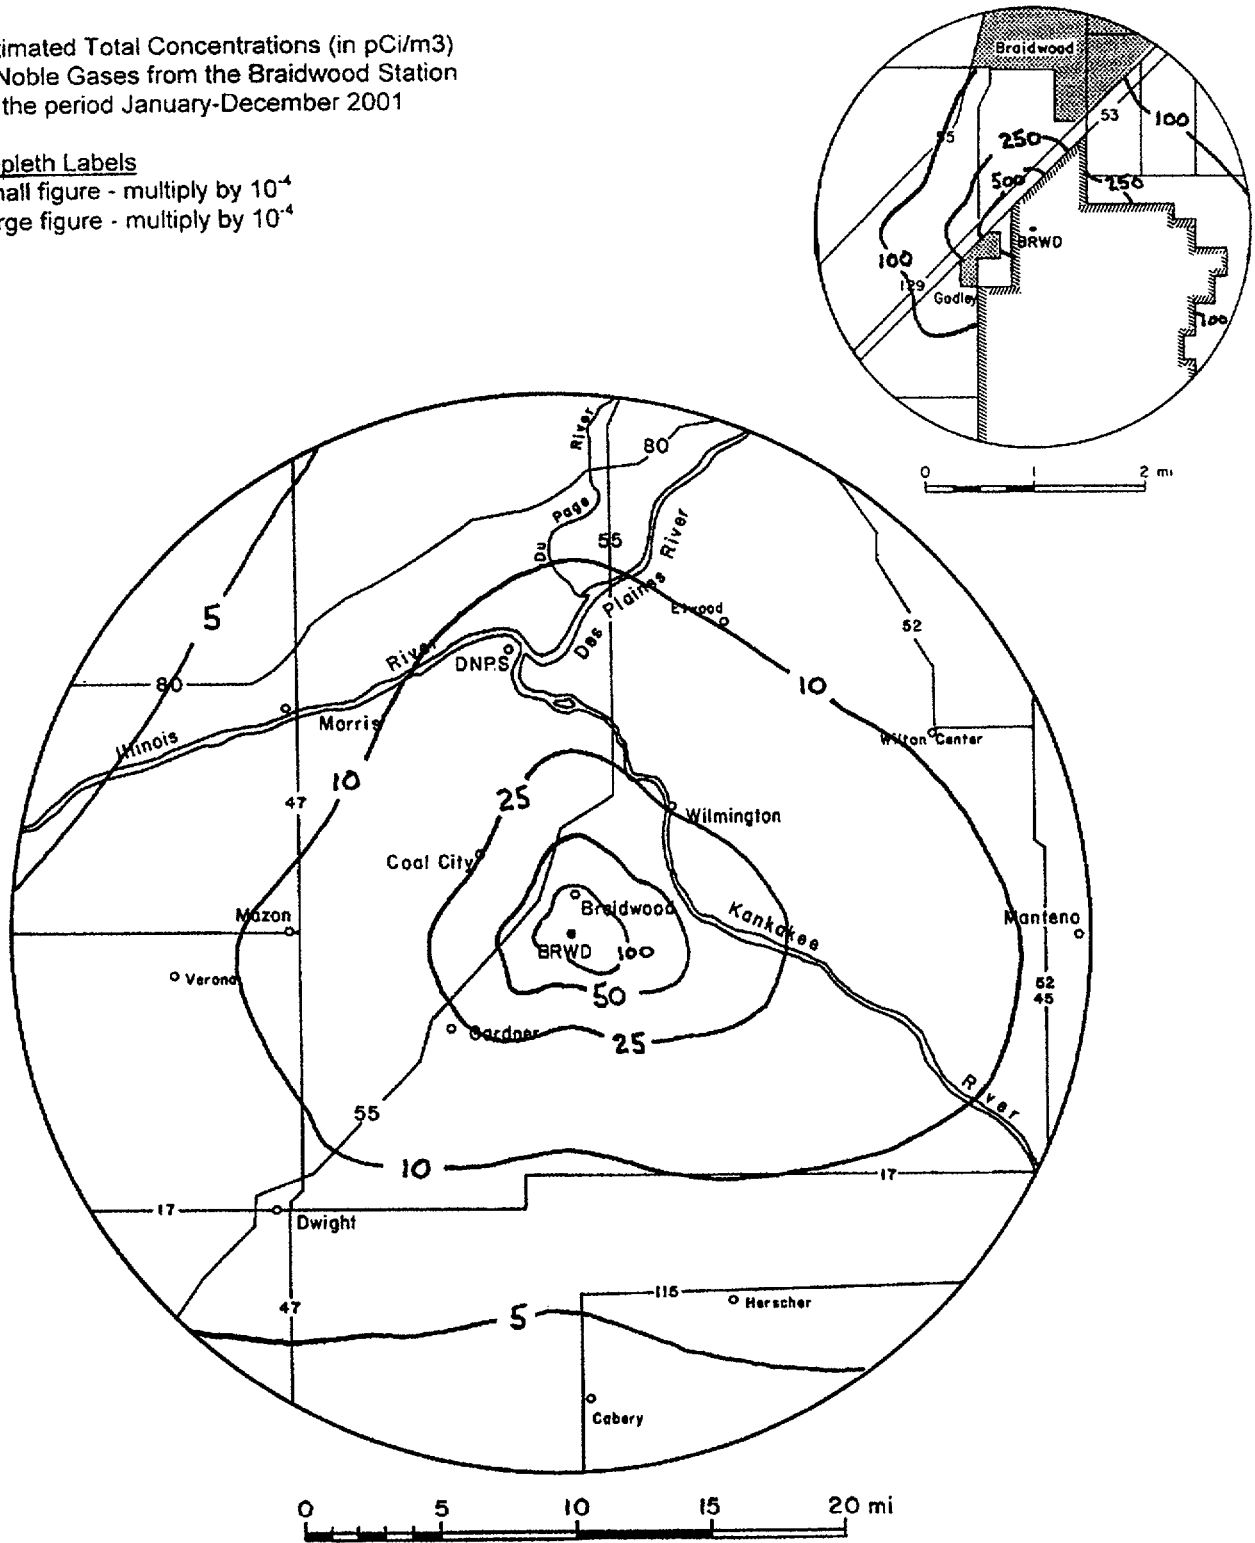 timated Total Concentrations (in pCi/m3)
Noble Gases from the Braidwood Station
the period January-December 2001
pleth Labels
nall figure - multiply by 10⁻⁴
rge figure - multiply by 10⁻⁴
Braidwood
55
53
100
250
500
250
BRWD
100
129
Godley
100
0 1 2 mi
River
80
Page
Du
55
Des Plaines River
Elwood
52
5
River
DNPS
80
10
Illinois
Morris
Wilton Center
10
25
47
Wilmington
Coal City
Mazon
Braidwood
Kankakee
Manteno
BRWD
100
Verona
50
52
45
Gardner
25
River
55
10
17
17
Dwight
115
Herscher
47
5
Cabery
0 5 10 15 20 mi